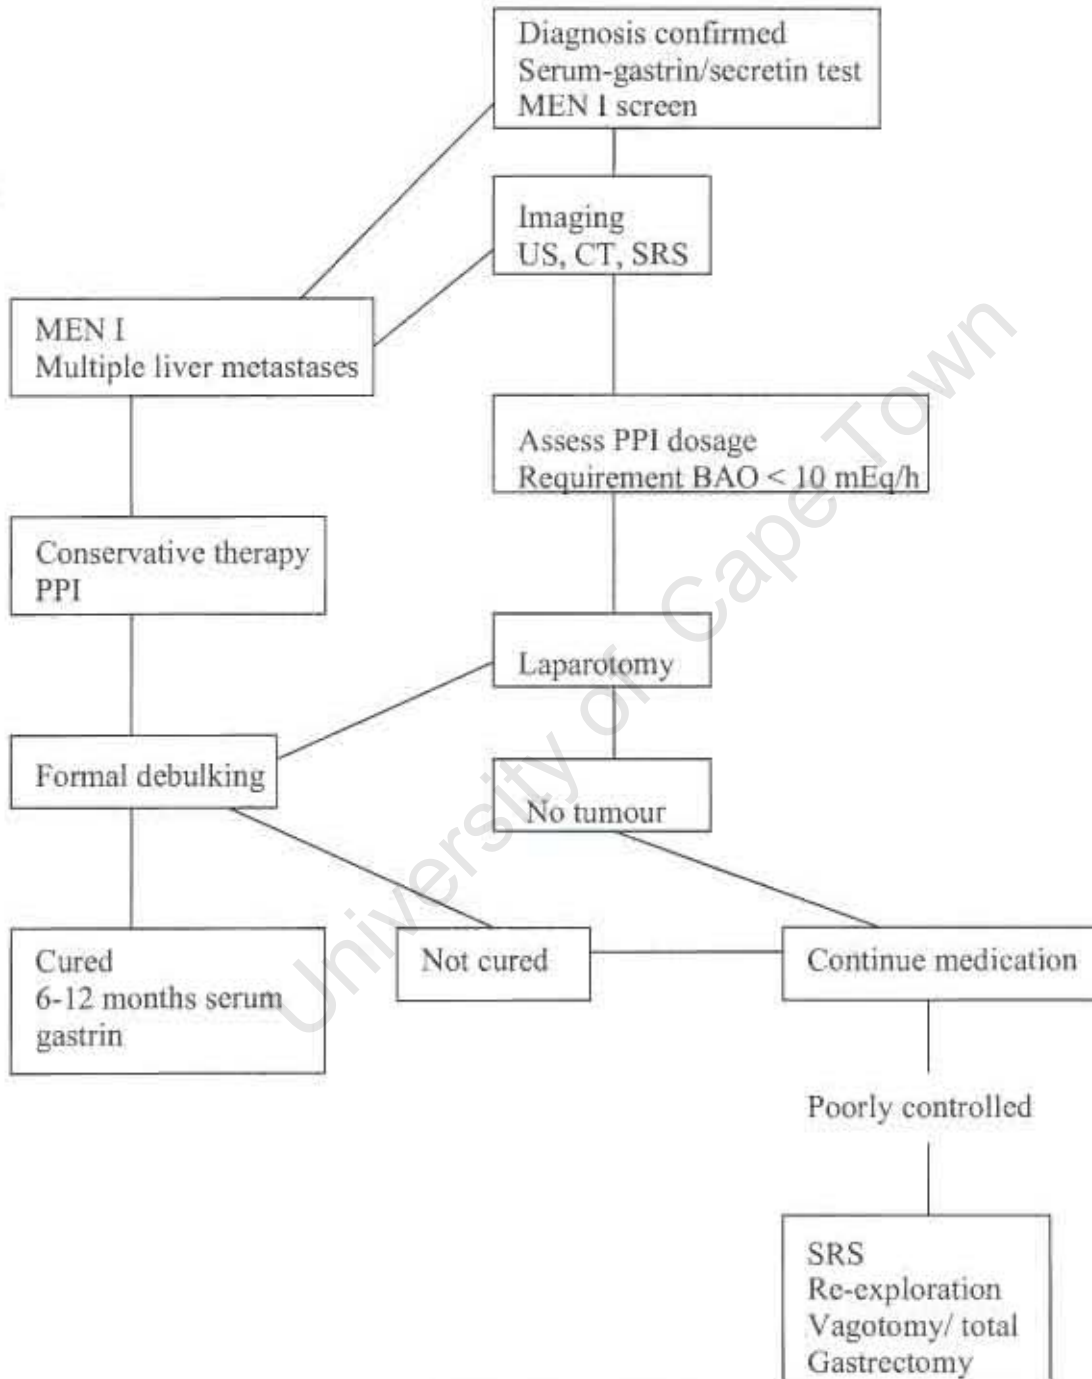 Diagnosis confirmed
Serum-gastrin/secretin test
MEN I screen
Imaging
US, CT, SRS
MEN I
Multiple liver metastases
Assess PPI dosage
Requirement BAO < 10 mEq/h
Conservative therapy
PPI
Laparotomy
Formal debulking
No tumour
Cured
6-12 months serum
gastrin
Not cured
Continue medication
Poorly controlled
SRS
Re-exploration
Vagotomy/ total
Gastrectomy
University of Cape Town